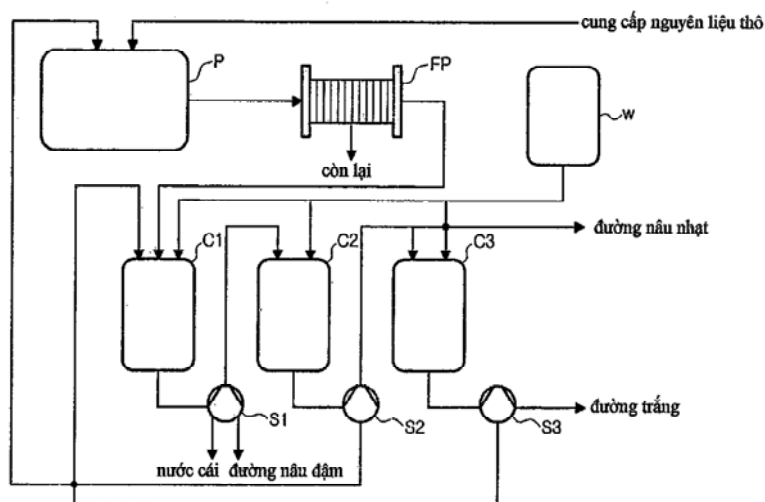 cung cấp nguyên liệu thô
P
FP
w
còn lại
đường nâu nhạt
C1
C2
C3
đường trắng
S1
S2
S3
nước cái
đường nâu đậm